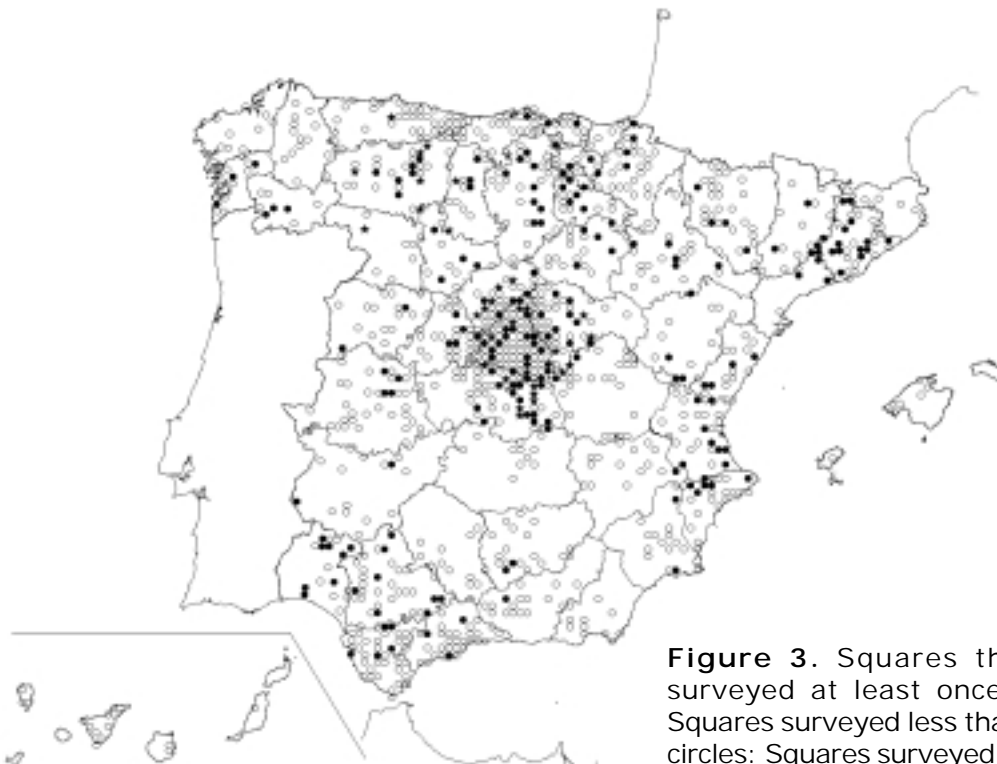 Figure 3. Squares th
surveyed at least once
Squares surveyed less tha
circles: Squares surveyed